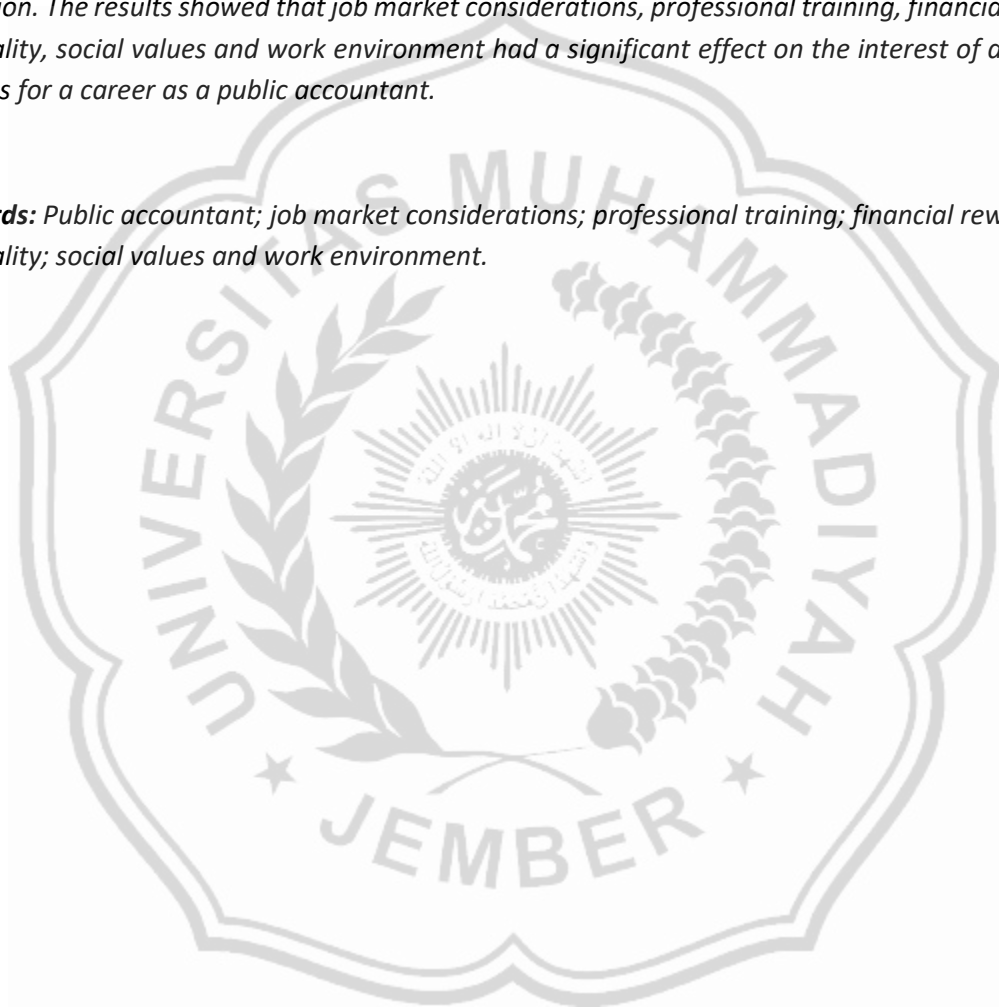 ion. The results showed that job market considerations, professional training, financial
ality, social values and work environment had a significant effect on the interest of a
s for a career as a public accountant.
rds: Public accountant; job market considerations; professional training; financial rew
ality; social values and work environment.
UNIVERSITAS MUHAMMADIYAH
JEMBER